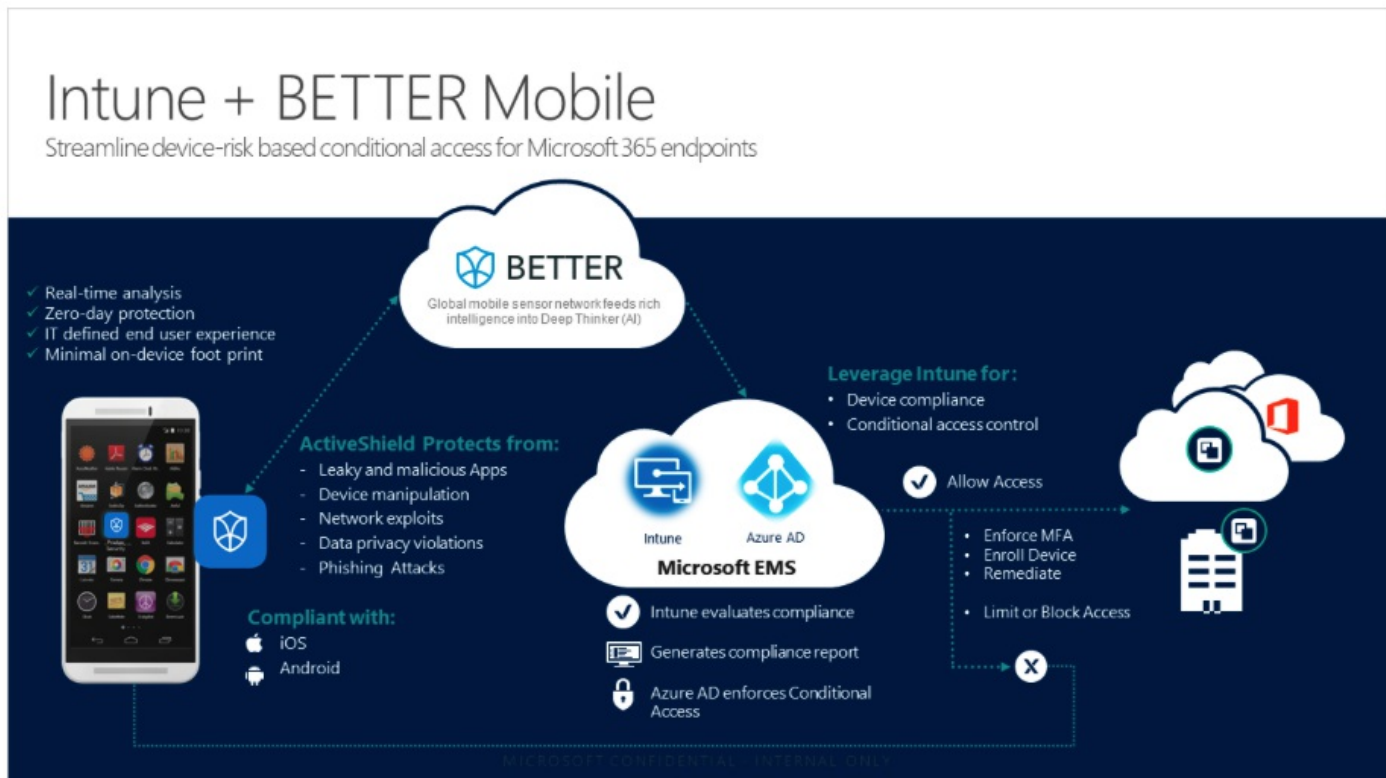 Intune + BETTER Mobile
Streamline device-risk based conditional access for Microsoft 365 endpoints
BETTER
Global mobile sensor network feeds rich
intelligence into Deep Thinker (AI)
✓ Real-time analysis
✓ Zero-day protection
✓ IT defined end user experience
✓ Minimal on-device foot print
ActiveShield Protects from:
- Leaky and malicious Apps
- Device manipulation
- Network exploits
- Data privacy violations
- Phishing Attacks
Compliant with:
iOS
Android
Intune
Azure AD
Microsoft EMS
Intune evaluates compliance
Generates compliance report
Azure AD enforces Conditional
Access
Leverage Intune for:
• Device compliance
• Conditional access control
Allow Access
• Enforce MFA
• Enroll Device
• Remediate
• Limit or Block Access
X
MICROSOFT CONFIDENTIAL - INTERNAL ONLY